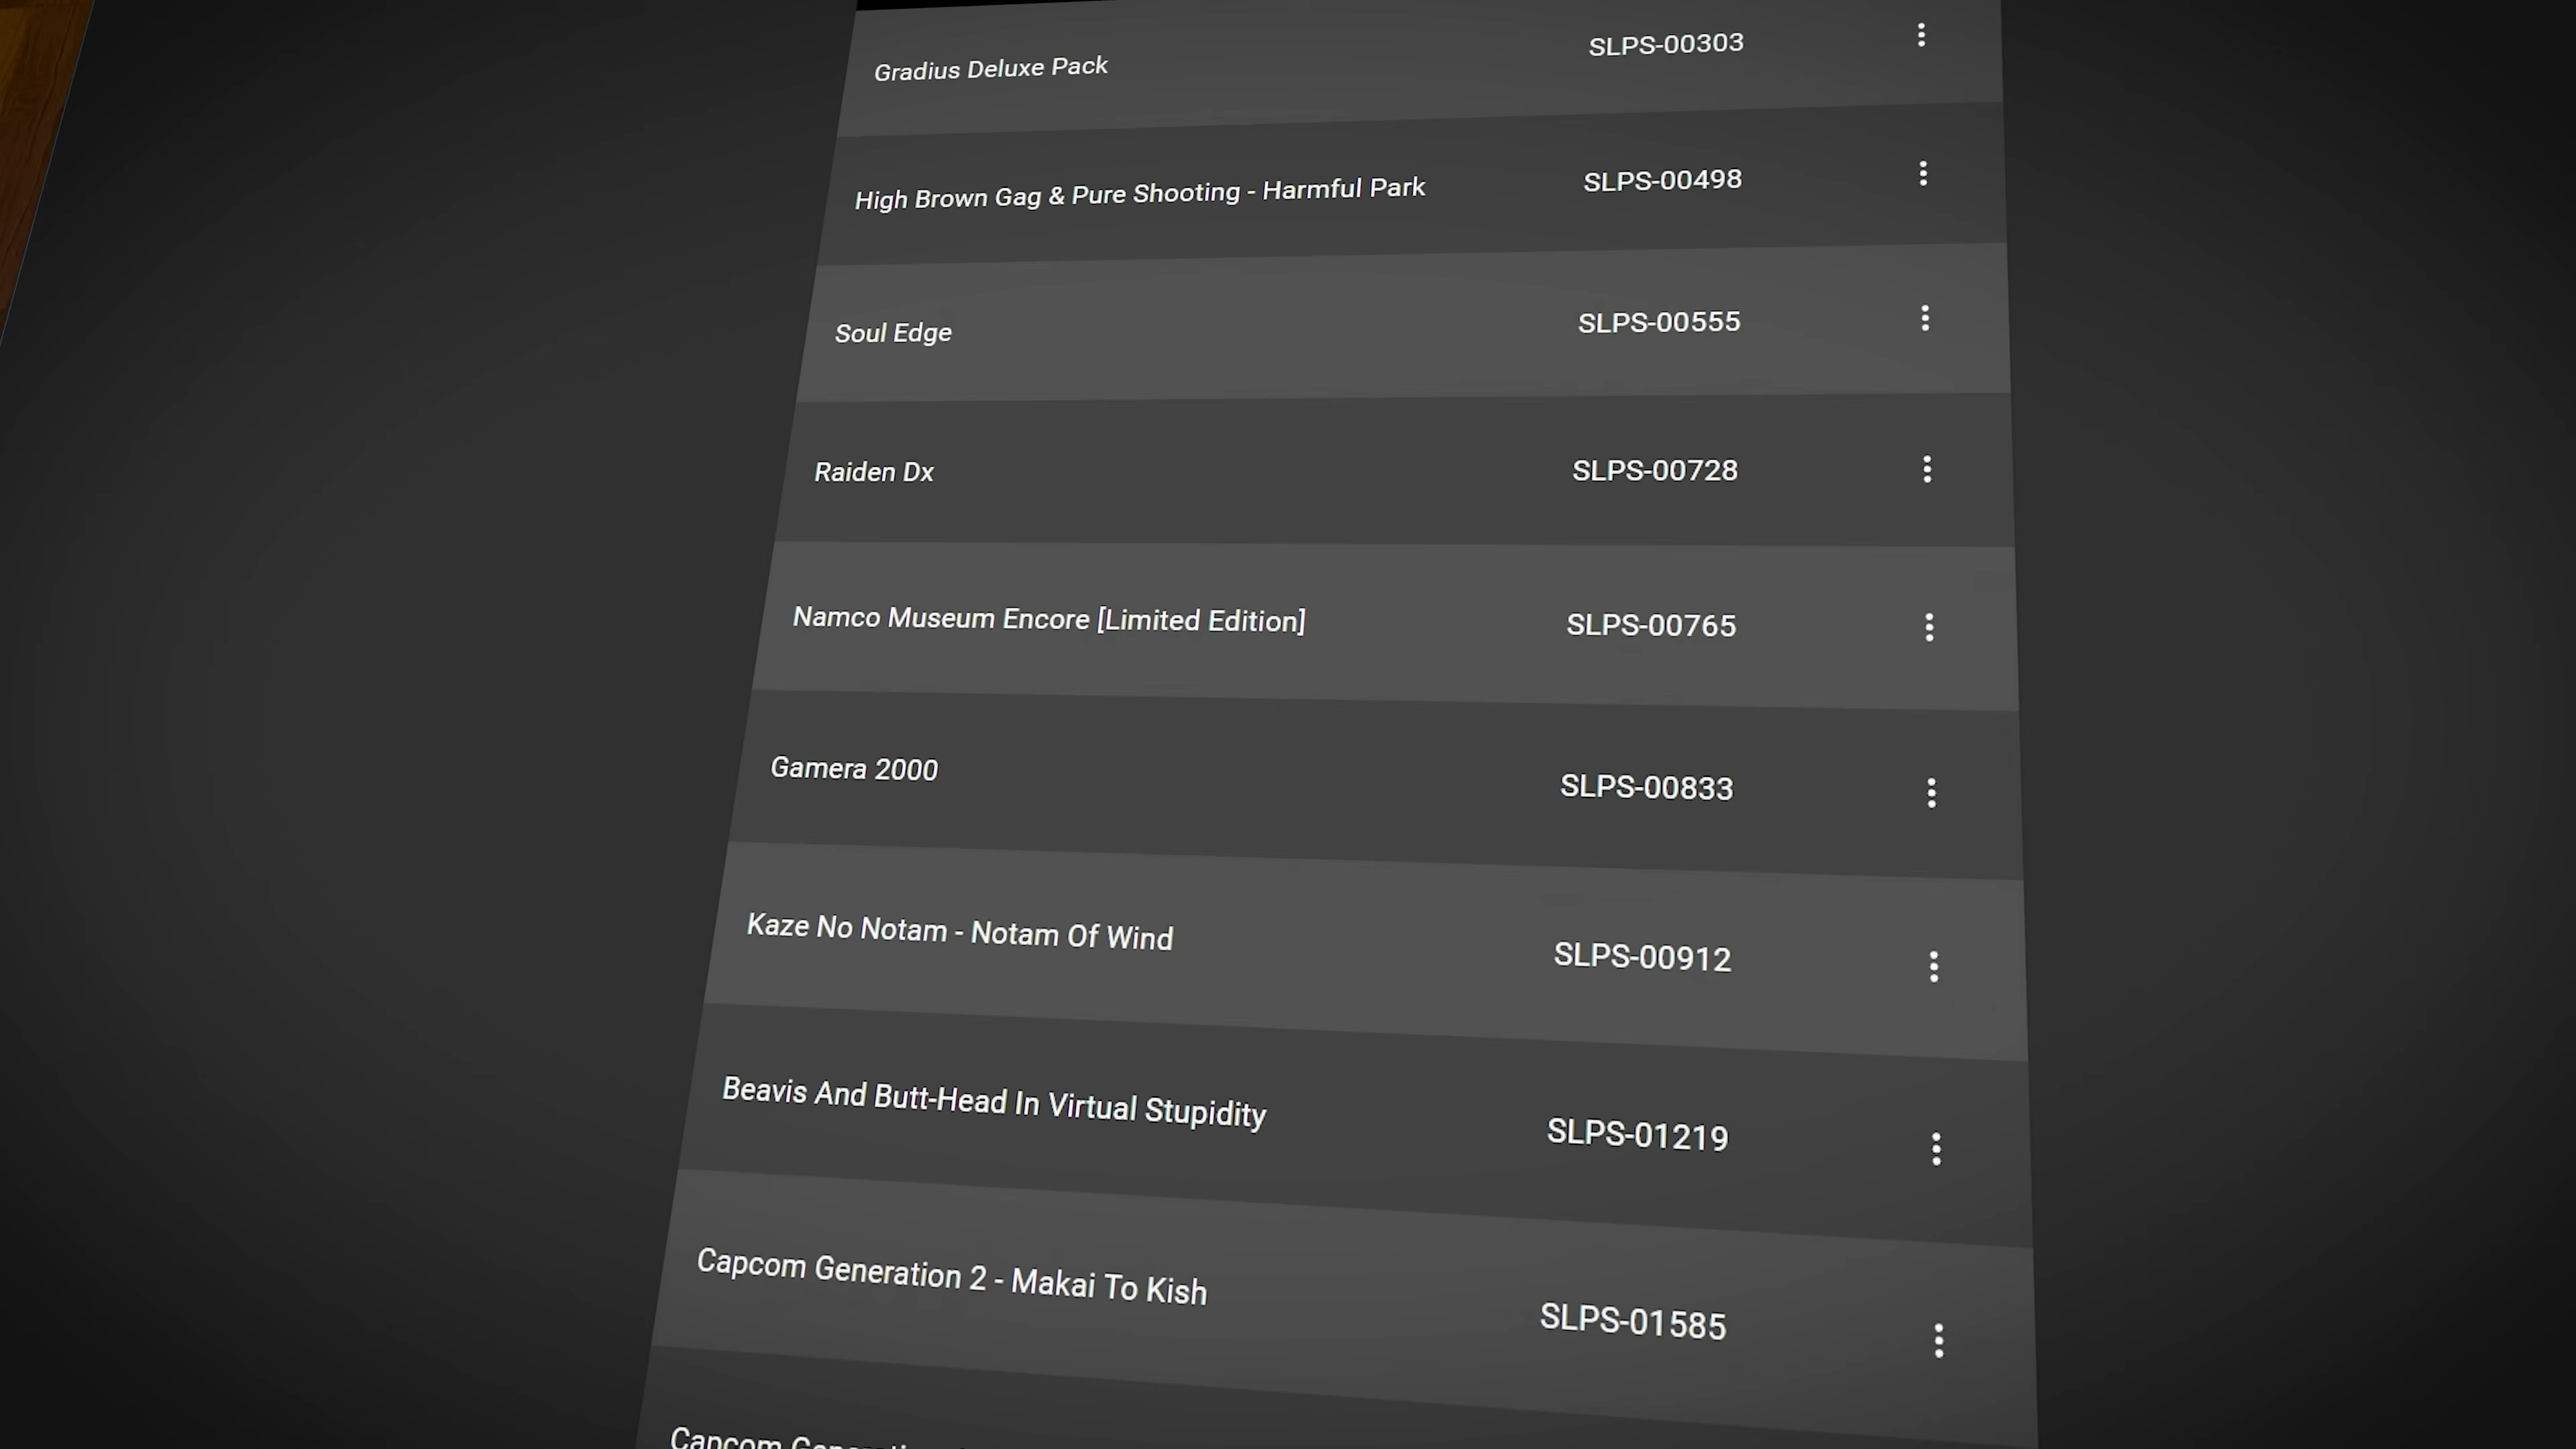 Gradius Deluxe Pack SLPS-00303
High Brown Gag & Pure Shooting - Harmful Park SLPS-00498
Soul Edge SLPS-00555
Raiden Dx SLPS-00728
Namco Museum Encore [Limited Edition] SLPS-00765
Gamera 2000 SLPS-00833
Kaze No Notam - Notam Of Wind SLPS-00912
Beavis And Butt-Head In Virtual Stupidity SLPS-01219
Capcom Generation 2 - Makai To Kish SLPS-01585
Capcom